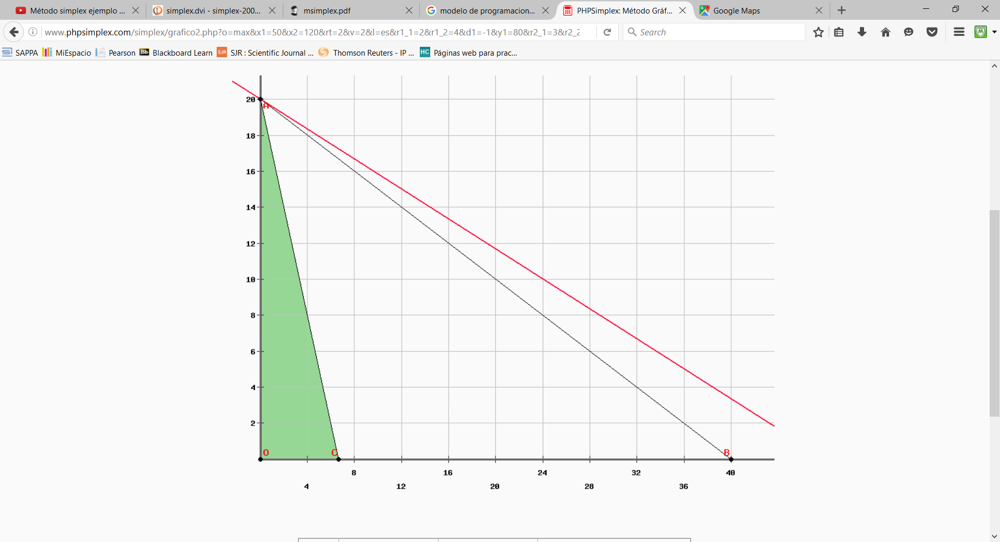 Método simplex ejemplo ...
simplex.dvi - simplex-200...
msimplex.pdf
modelo de programacion...
PHPSimplex: Método Gráf...
Google Maps
www.phpsimplex.com/simplex/grafico2.php?o=max&x1=50&x2=120&rt=2&v=2&l=es&r1_1=2&r1_2=4&d1=-1&y1=80&r2_1=3&r2_2
Search
SAPPA
MiEspacio
Pearson
Bb Blackboard Learn
SJR SJR : Scientific Journal ...
Thomson Reuters - IP ...
HC Páginas web para prac...
20
A
18
16
14
12
10
8
6
4
2
O C B
8 16 24 32 40
4 12 20 28 36